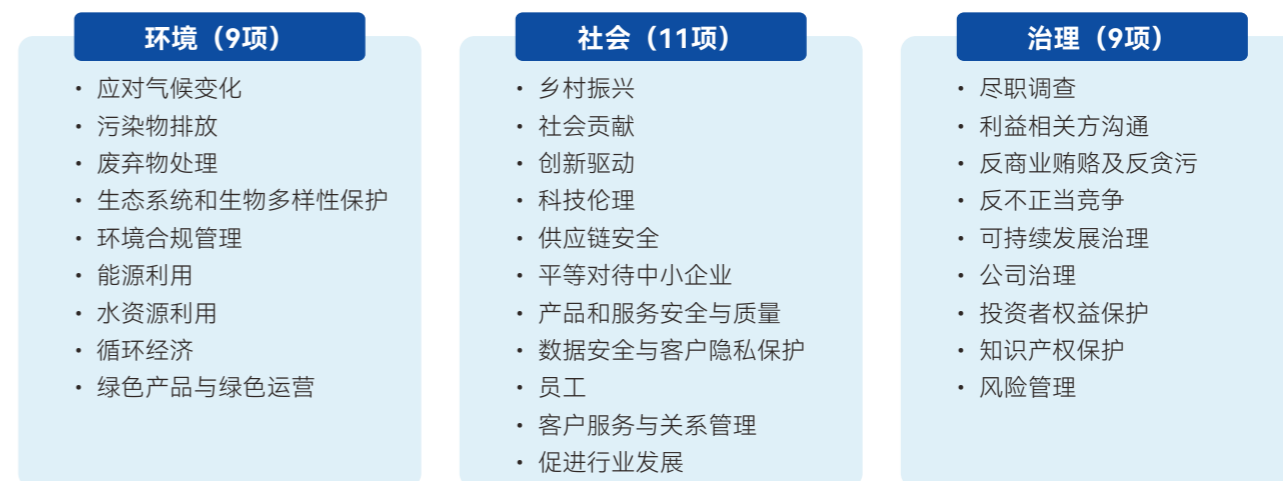 环境（9项）
• 应对气候变化
• 污染物排放
• 废弃物处理
• 生态系统和生物多样性保护
• 环境合规管理
• 能源利用
• 水资源利用
• 循环经济
• 绿色产品与绿色运营
社会（11项）
• 乡村振兴
• 社会贡献
• 创新驱动
• 科技伦理
• 供应链安全
• 平等对待中小企业
• 产品和服务安全与质量
• 数据安全与客户隐私保护
• 员工
• 客户服务与关系管理
• 促进行业发展
治理（9项）
• 尽职调查
• 利益相关方沟通
• 反商业贿赂及反贪污
• 反不正当竞争
• 可持续发展治理
• 公司治理
• 投资者权益保护
• 知识产权保护
• 风险管理